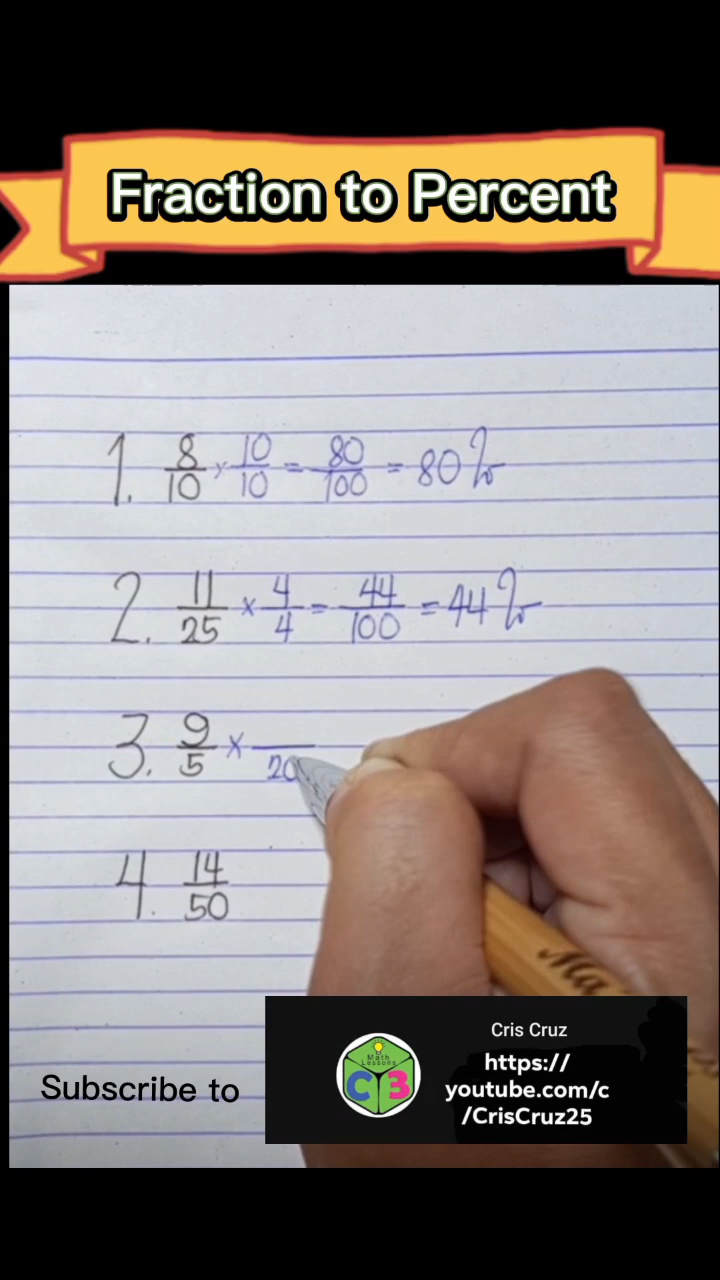 Fraction to Percent
1. 8/10 x 10/10 = 80/100 = 80%
2. 11/25 x 4/4 = 44/100 = 44%
3. 9/5 x /20
4. 14/50
Ma
Subscribe to
Math
Lessons
C3
Cris Cruz
https://
youtube.com/c
/CrisCruz25